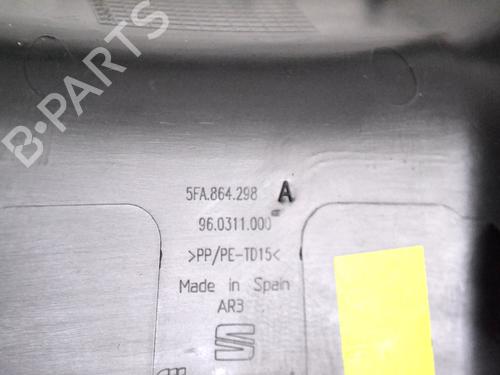 B-PARTS
5FA.864.298 A
96.0311.000
>PP/PE-TD15<
Made in Spain
AR3